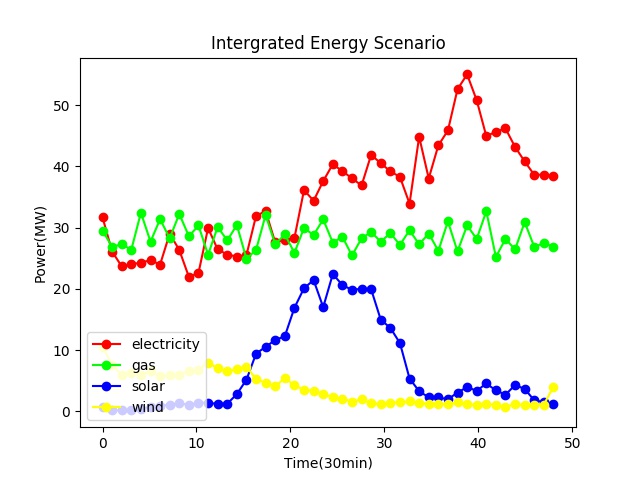 Intergrated Energy Scenario
Power(MW)
50
40
30
20
10
0
electricity
gas
solar
wind
0 10 20 30 40 50
Time(30min)